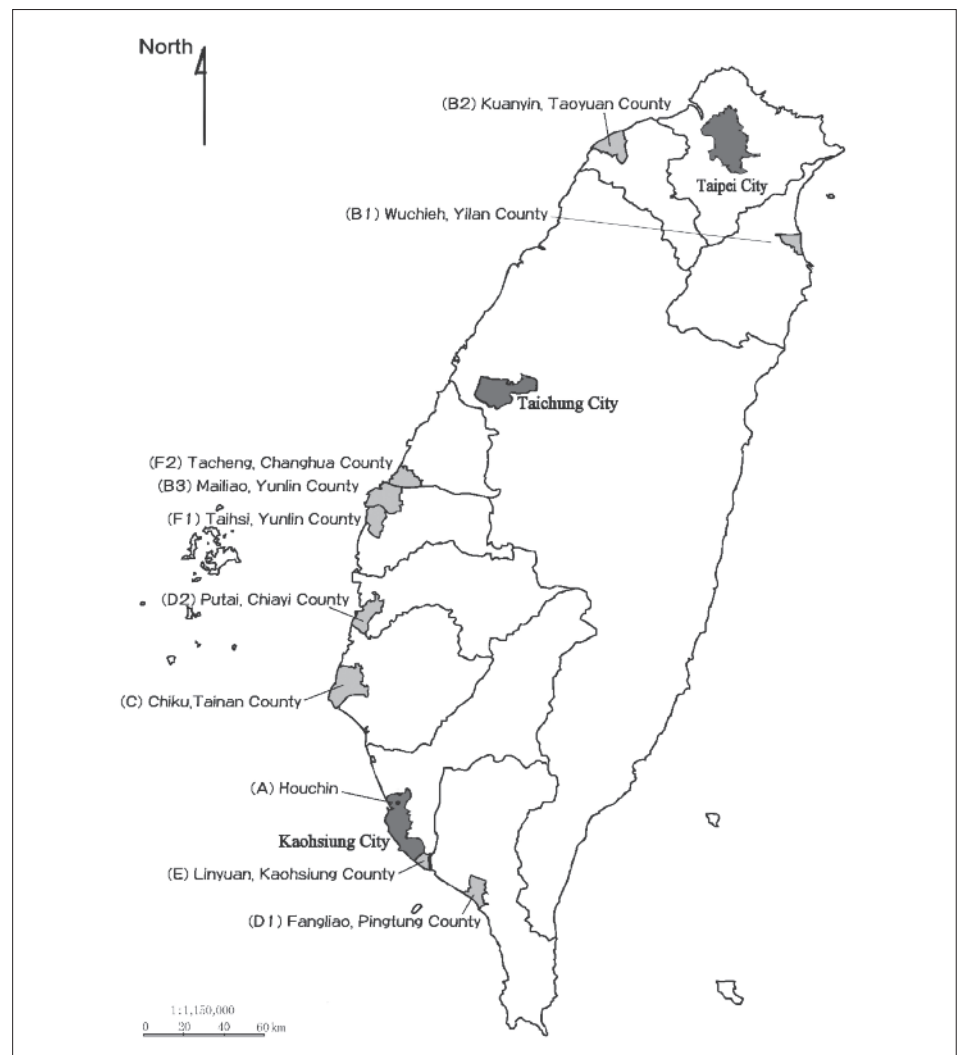 North
(B2) Kuanyin, Taoyuan County
Taipei City
(B1) Wuchieh, Yilan County
Taichung City
(F2) Tacheng, Changhua County
(B3) Mailiao, Yunlin County
(F1) Taihsi, Yunlin County
(D2) Putai, Chiayi County
(C) Chiku,Tainan County
(A) Houchin
Kaohsiung City
(E) Linyuan, Kaohsiung County
(D1) Fangliao, Pingtung County
1:1,150,000
0 20 40 60 km